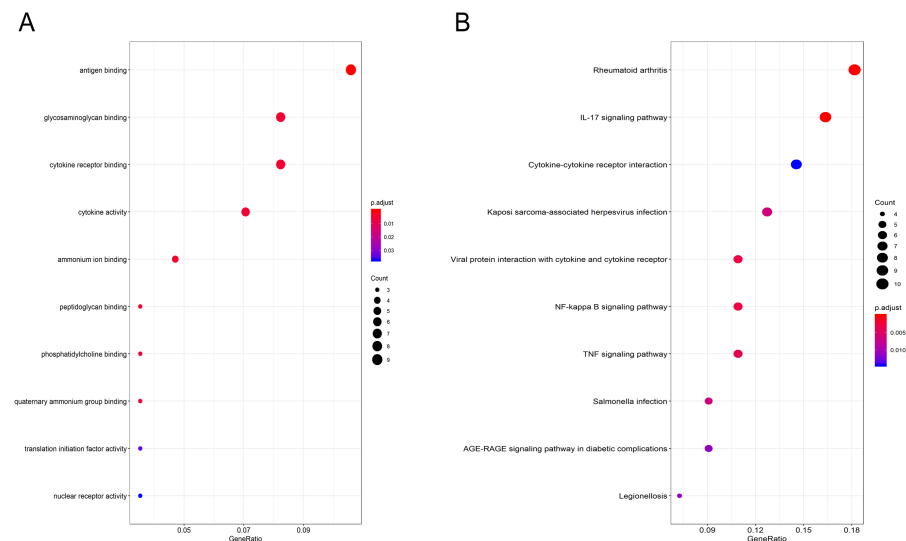 A
antigen binding
glycosaminoglycan binding
cytokine receptor binding
cytokine activity
ammonium ion binding
peptidoglycan binding
phosphatidylcholine binding
quaternary ammonium group binding
translation initiation factor activity
nuclear receptor activity
0.05
0.07
0.09
GeneRatio
p.adjust
0.01
0.02
0.03
Count
3
4
5
6
7
8
9
B
Rheumatoid arthritis
IL-17 signaling pathway
Cytokine-cytokine receptor interaction
Kaposi sarcoma-associated herpesvirus infection
Viral protein interaction with cytokine and cytokine receptor
NF-kappa B signaling pathway
TNF signaling pathway
Salmonella infection
AGE-RAGE signaling pathway in diabetic complications
Legionellosis
0.09
0.12
0.15
0.18
GeneRatio
Count
4
5
6
7
8
9
10
p.adjust
0.005
0.010